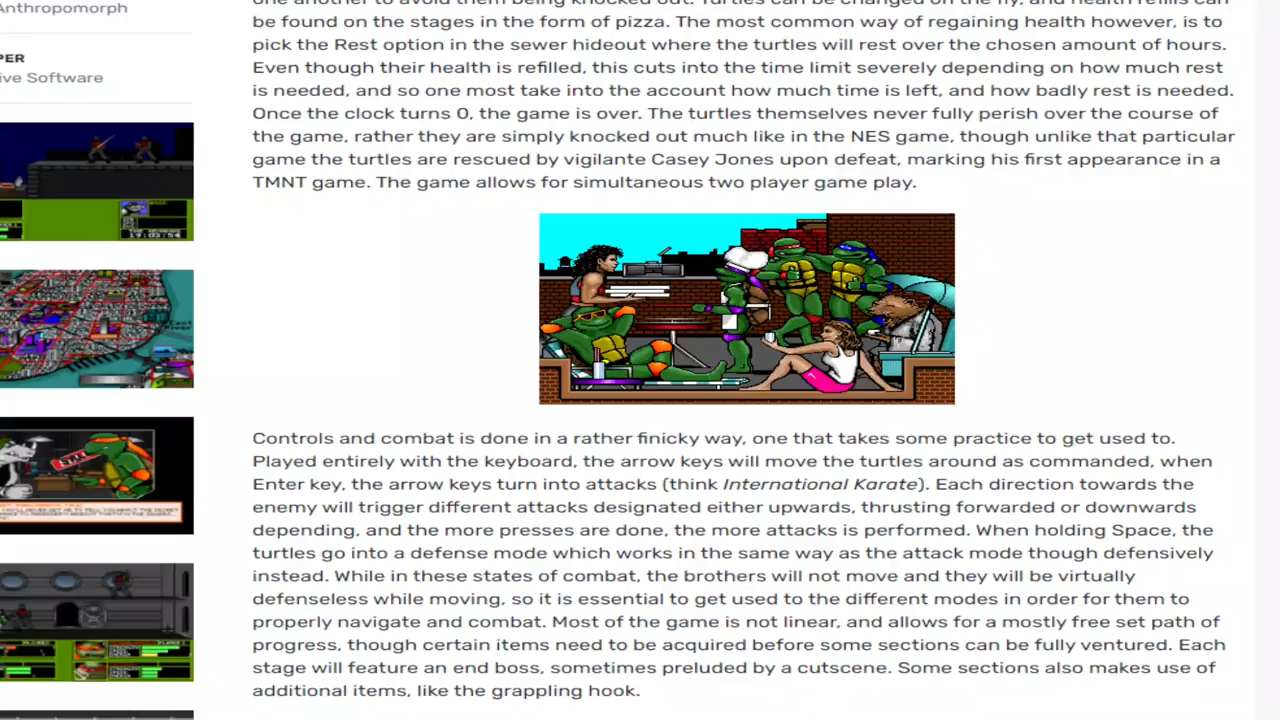 Anthropomorph
PER
ive Software
one another to avoid them being knocked out. Turtles can be changed on the fly, and health refills can
be found on the stages in the form of pizza. The most common way of regaining health however, is to
pick the Rest option in the sewer hideout where the turtles will rest over the chosen amount of hours.
Even though their health is refilled, this cuts into the time limit severely depending on how much rest
is needed, and so one most take into the account how much time is left, and how badly rest is needed.
Once the clock turns 0, the game is over. The turtles themselves never fully perish over the course of
the game, rather they are simply knocked out much like in the NES game, though unlike that particular
game the turtles are rescued by vigilante Casey Jones upon defeat, marking his first appearance in a
TMNT game. The game allows for simultaneous two player game play.
Controls and combat is done in a rather finicky way, one that takes some practice to get used to.
Played entirely with the keyboard, the arrow keys will move the turtles around as commanded, when
Enter key, the arrow keys turn into attacks (think International Karate). Each direction towards the
enemy will trigger different attacks designated either upwards, thrusting forwarded or downwards
depending, and the more presses are done, the more attacks is performed. When holding Space, the
turtles go into a defense mode which works in the same way as the attack mode though defensively
instead. While in these states of combat, the brothers will not move and they will be virtually
defenseless while moving, so it is essential to get used to the different modes in order for them to
properly navigate and combat. Most of the game is not linear, and allows for a mostly free set path of
progress, though certain items need to be acquired before some sections can be fully ventured. Each
stage will feature an end boss, sometimes preluded by a cutscene. Some sections also makes use of
additional items, like the grappling hook.
19:03:54